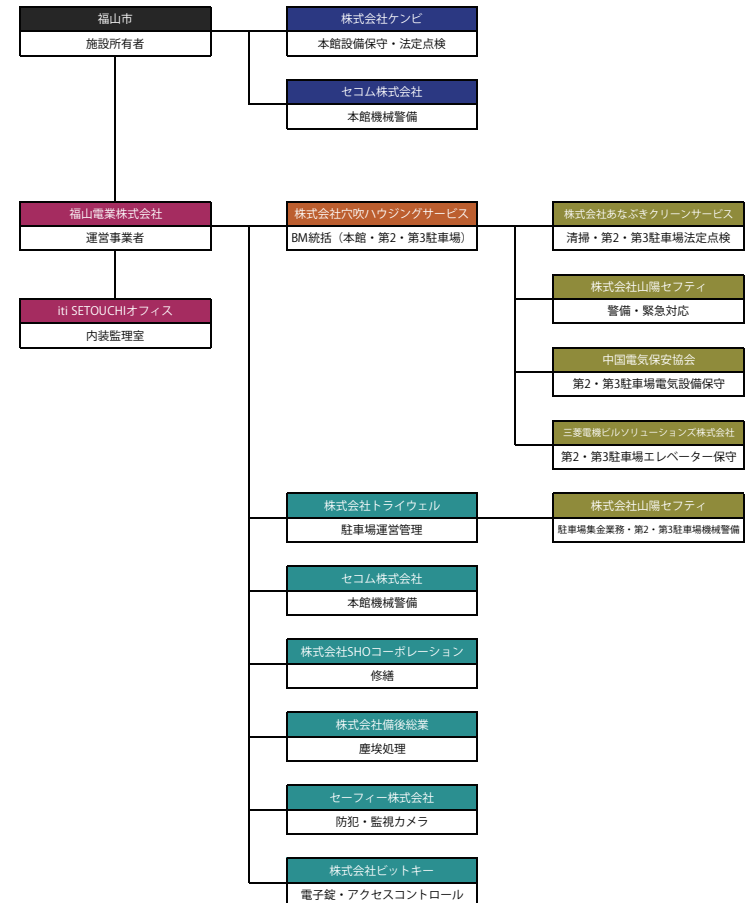 福山市
施設所有者
株式会社ケンビ
本館設備保守・法定点検
セコム株式会社
本館機械警備
福山電業株式会社
運営事業者
株式会社穴吹ハウジングサービス
BM統括（本館・第2・第3駐車場）
株式会社あなぶきクリーンサービス
清掃・第2・第3駐車場法定点検
iti SETOUCHIオフィス
内装監理室
株式会社山陽セフティ
警備・緊急対応
中国電気保安協会
第2・第3駐車場電気設備保守
三菱電機ビルソリューションズ株式会社
第2・第3駐車場エレベーター保守
株式会社トライウェル
駐車場運営管理
株式会社山陽セフティ
駐車場集金業務・第2・第3駐車場機械警備
セコム株式会社
本館機械警備
株式会社SHOコーポレーション
修繕
株式会社備後総業
塵埃処理
セーフィー株式会社
防犯・監視カメラ
株式会社ビットキー
電子錠・アクセスコントロール